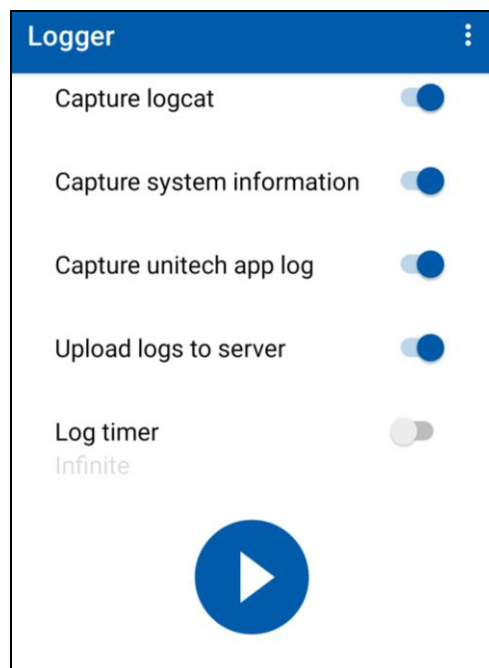 Logger
Capture logcat
Capture system information
Capture unitech app log
Upload logs to server
Log timer
Infinite